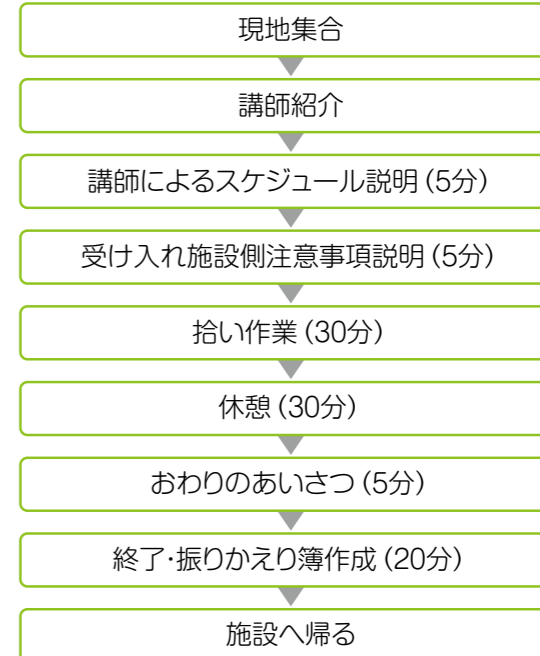 現地集合
講師紹介
講師によるスケジュール説明（5分）
受け入れ施設側注意事項説明（5分）
拾い作業（30分）
休憩（30分）
おわりのあいさつ（5分）
終了・振りかえり簿作成（20分）
施設へ帰る